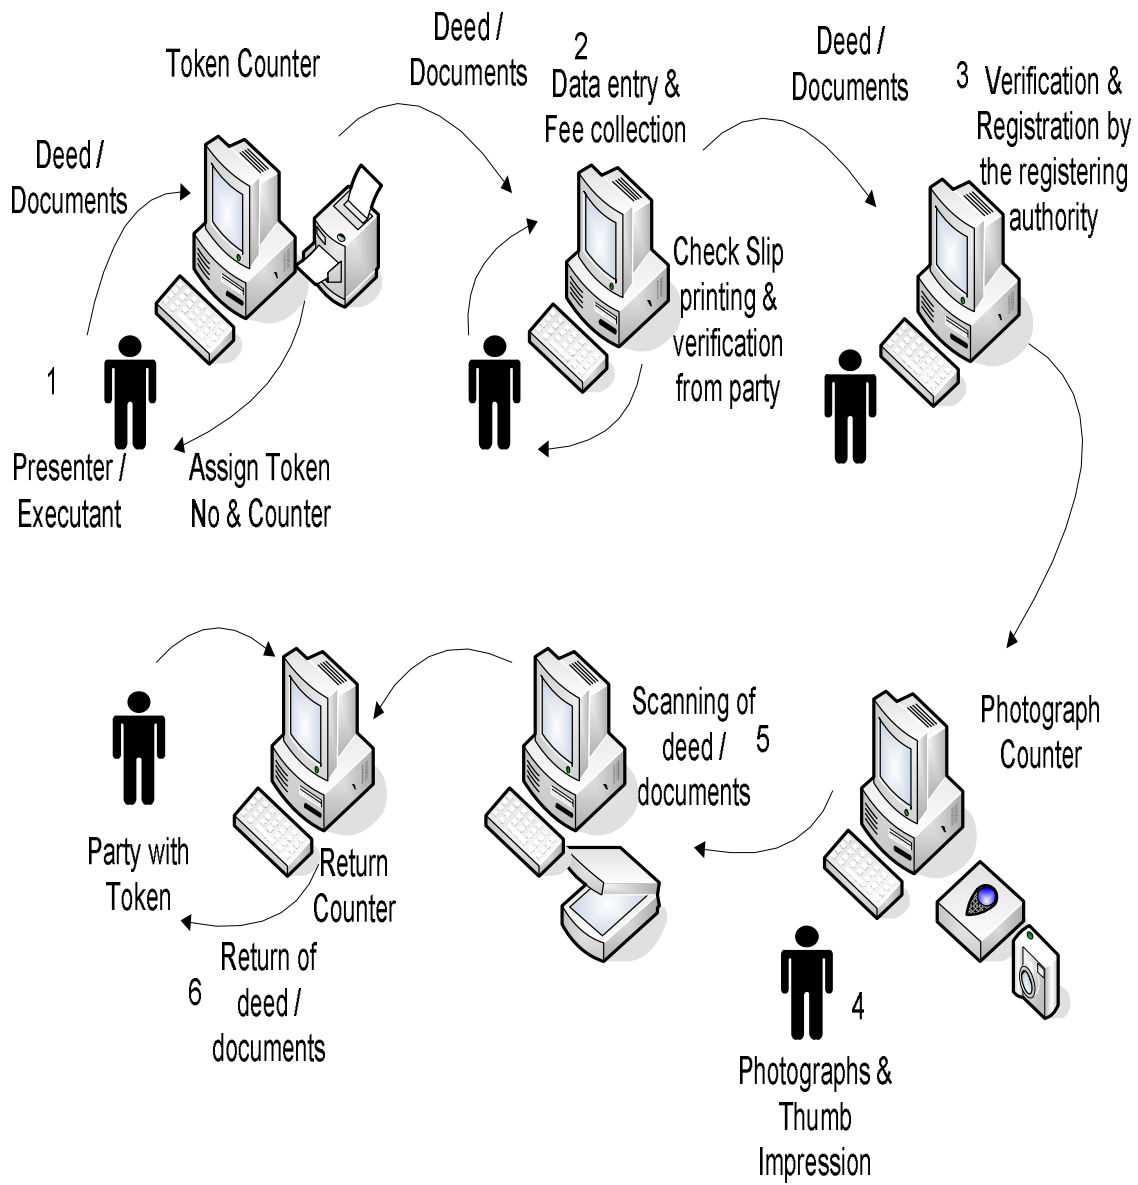 Token Counter
Deed /
Documents
Deed /
Documents
2
Data entry &
Fee collection
Deed /
Documents
3
Verification &
Registration by
the registering
authority
Check Slip
printing &
verification
from party
1
Presenter /
Executant
Assign Token
No & Counter
Photograph
Counter
Scanning of
deed /
documents
5
Party with
Token
Return
Counter
6
Return of
deed /
documents
4
Photographs &
Thumb
Impression